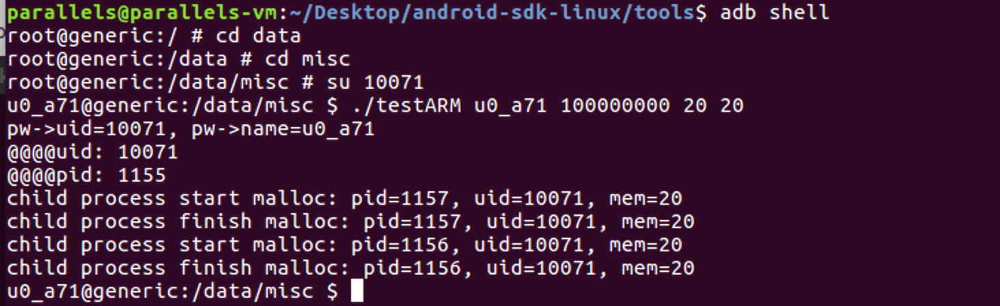 parallels@parallels-vm:~/Desktop/android-sdk-linux/tools$ adb shell
root@generic:/ # cd data
root@generic:/data # cd misc
root@generic:/data/misc # su 10071
u0_a71@generic:/data/misc $ ./testARM u0_a71 100000000 20 20
pw->uid=10071, pw->name=u0_a71
@@@@uid: 10071
@@@@pid: 1155
child process start malloc: pid=1157, uid=10071, mem=20
child process finish malloc: pid=1157, uid=10071, mem=20
child process start malloc: pid=1156, uid=10071, mem=20
child process finish malloc: pid=1156, uid=10071, mem=20
u0_a71@generic:/data/misc $